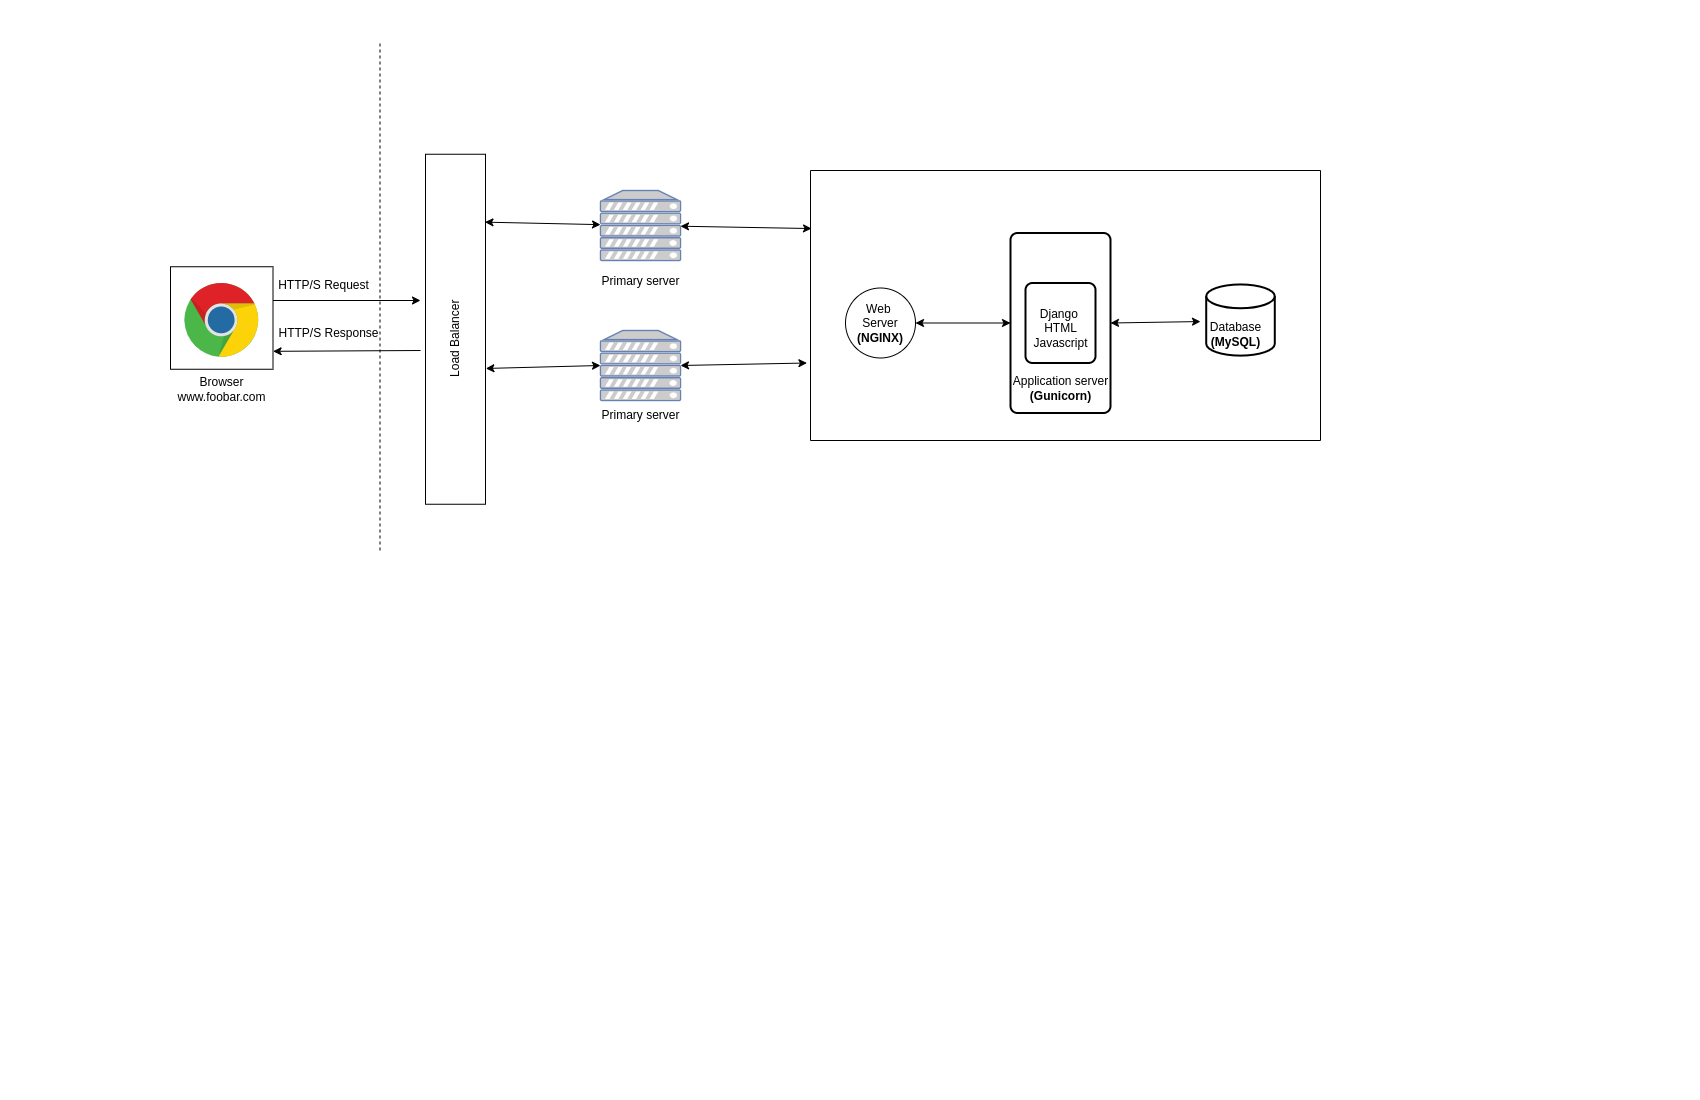 HTTP/S Request
HTTP/S Response
Browser
www.foobar.com
Load Balancer
Primary server
Primary server
Web
Server
(NGINX)
Django
HTML
Javascript
Application server
(Gunicorn)
Database
(MySQL)